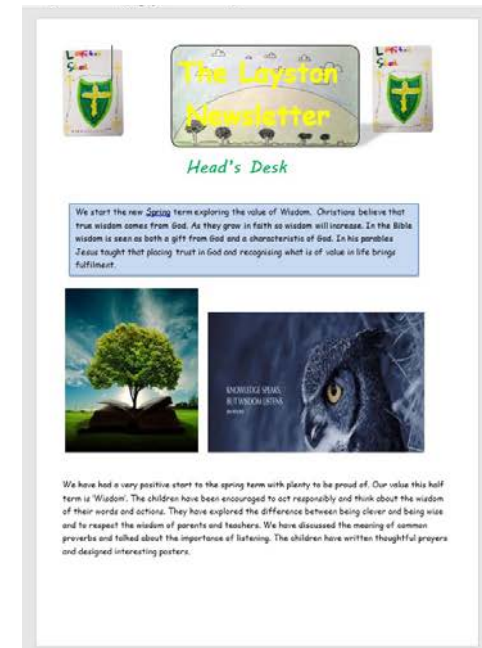 The Layston
Newsletter
Head's Desk
We start the new Spring term exploring the value of Wisdom. Christians believe that
true wisdom comes from God. As they grow in faith so wisdom will increase. In the Bible
wisdom is seen as both a gift from God and a characteristic of God. In his parables
Jesus taught that placing trust in God and recognising what is of value in life brings
fulfilment.
KNOWLEDGE SPEAKS,
BUT WISDOM LISTENS
We have had a very positive start to the spring term with plenty to be proud of. Our value this half
term is 'Wisdom'. The children have been encouraged to act responsibly and think about the wisdom
of their words and actions. They have explored the difference between being clever and being wise
and to respect the wisdom of parents and teachers. We have discussed the meaning of common
proverbs and talked about the importance of listening. The children have written thoughtful prayers
and designed interesting posters.